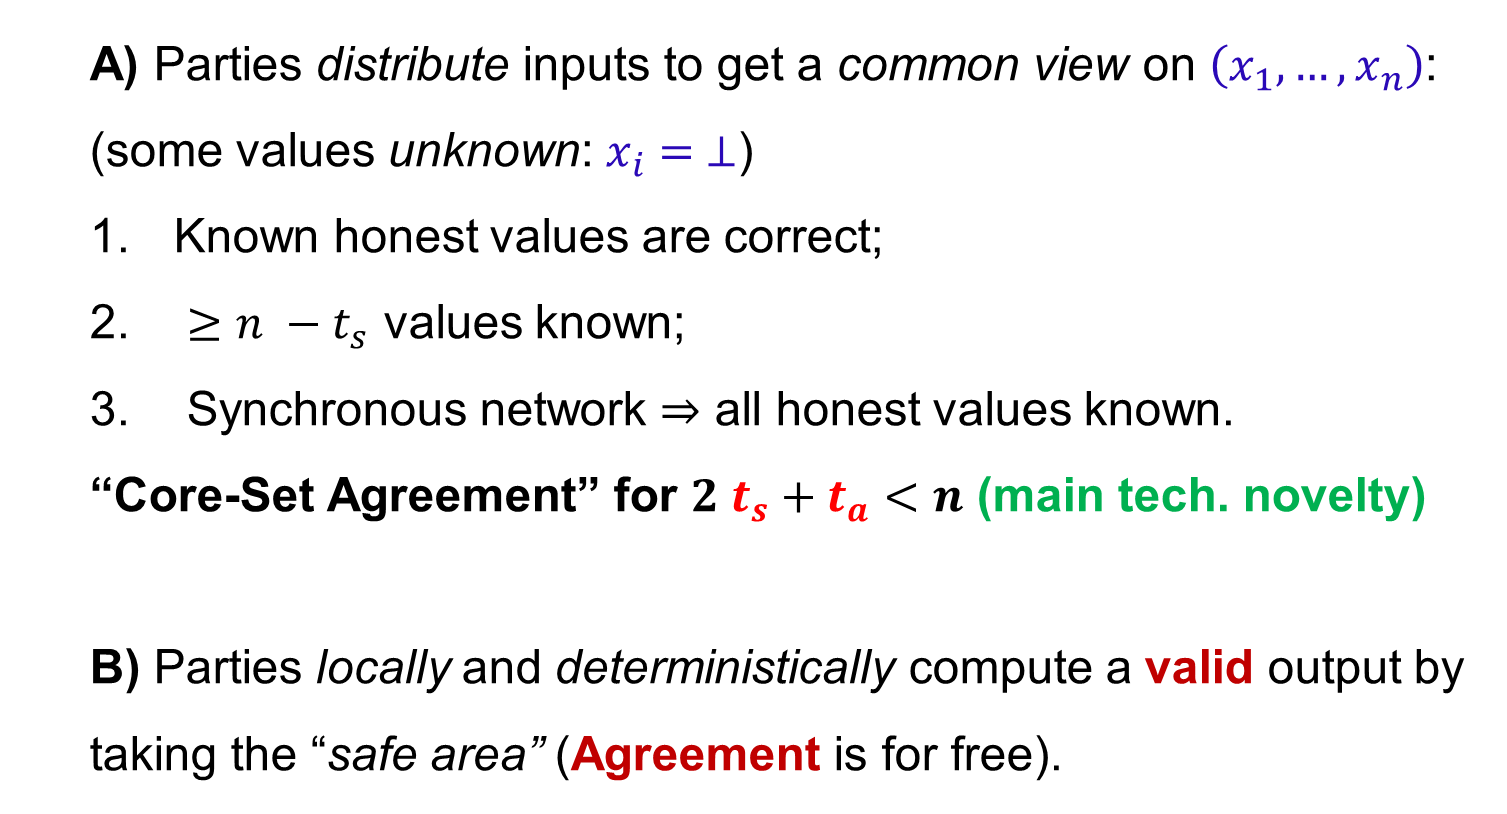 A) Parties distribute inputs to get a common view on (x₁, … , xₙ):
(some values unknown: xᵢ = ⊥)
1. Known honest values are correct;
2. ≥ n − tₛ values known;
3. Synchronous network ⇒ all honest values known.
“Core-Set Agreement” for 2 tₛ + tₐ < n (main tech. novelty)
B) Parties locally and deterministically compute a valid output by
taking the “safe area” (Agreement is for free).